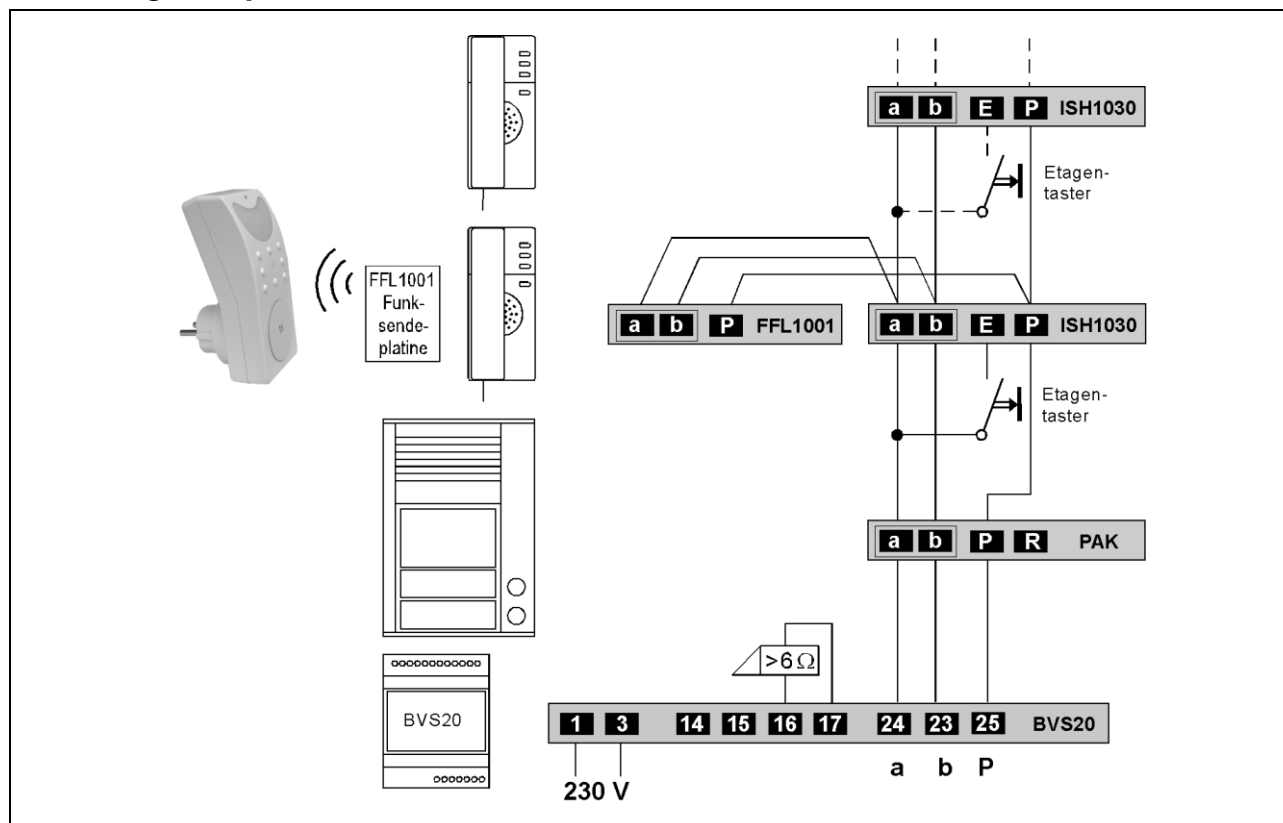 a b E P ISH1030
Etagen-
taster
FFL1001
Funk-
sende-
platine
a b P FFL1001
a b E P ISH1030
Etagen-
taster
a b P R PAK
>6 Ω
BVS20
1 3 14 15 16 17 24 23 25 BVS20
a b P
230 V